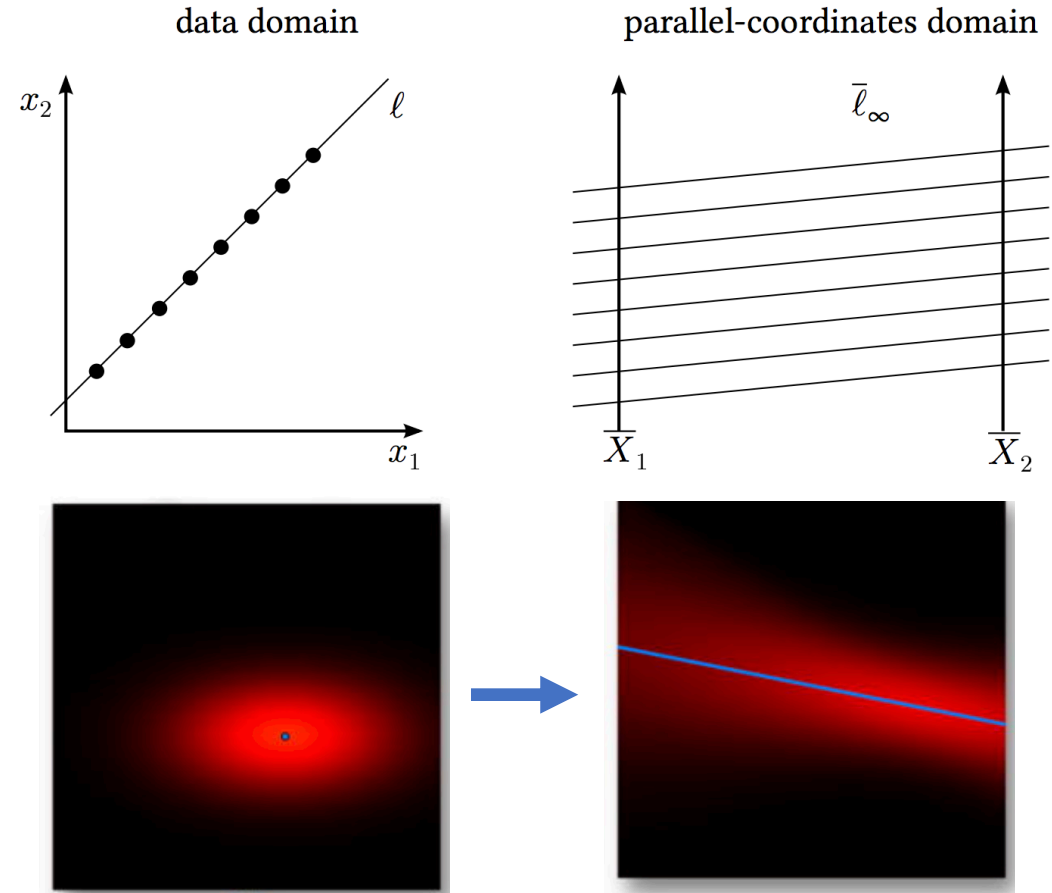 data domain
parallel-coordinates domain
x₂
ℓ
ℓ̅∞
x₁
X̅₁
X̅₂